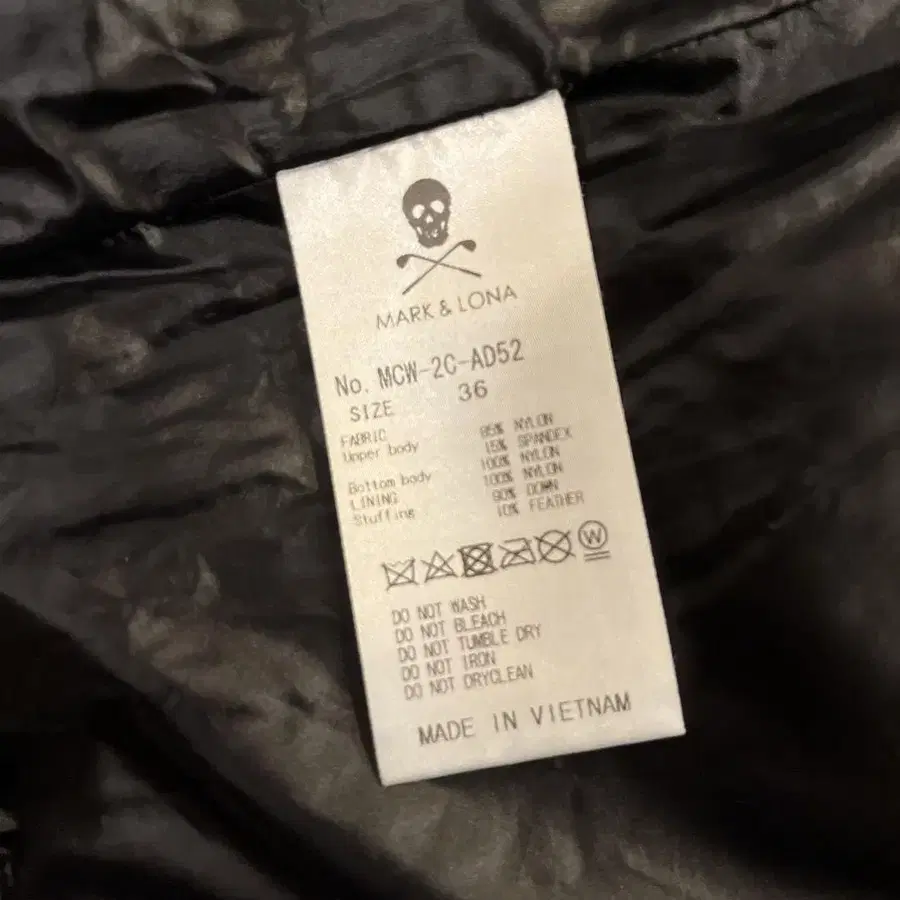 MARK & LONA
No. MCW-2C-AD52
SIZE 36
FABRIC
Upper body 85% NYLON
15% SPANDEX
Bottom body 100% NYLON
LINING 100% NYLON
Stuffing 90% DOWN
10% FEATHER
W
DO NOT WASH
DO NOT BLEACH
DO NOT TUMBLE DRY
DO NOT IRON
DO NOT DRYCLEAN
MADE IN VIETNAM